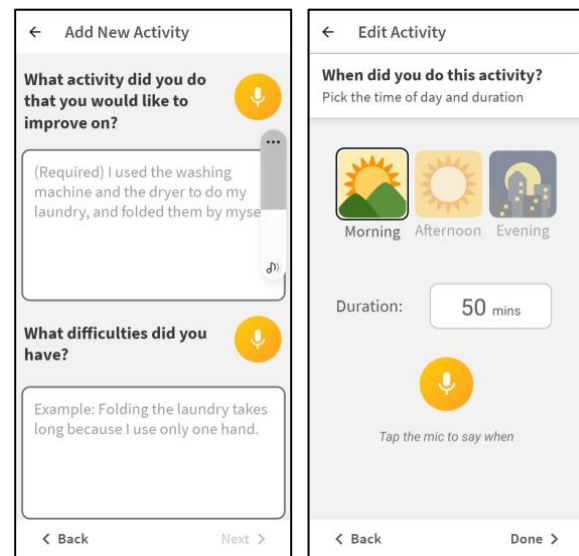 ← Add New Activity
What activity did you do
that you would like to
improve on?
(Required) I used the washing
machine and the dryer to do my
laundry, and folded them by myse
What difficulties did you
have?
Example: Folding the laundry takes
long because I use only one hand.
< Back Next >
← Edit Activity
When did you do this activity?
Pick the time of day and duration
Morning Afternoon Evening
Duration: 50 mins
Tap the mic to say when
< Back Done >